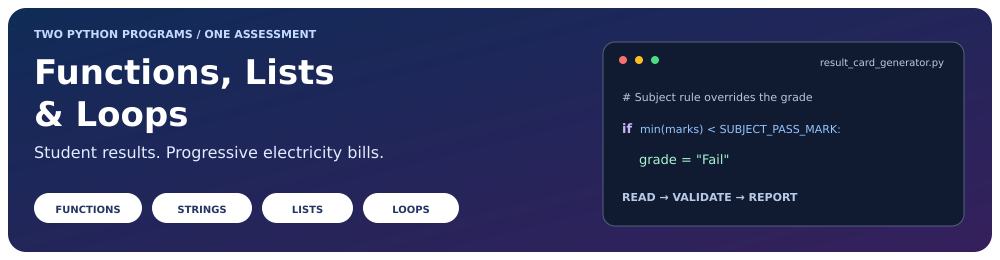 TWO PYTHON PROGRAMS / ONE ASSESSMENT
Functions, Lists
& Loops
Student results. Progressive electricity bills.
FUNCTIONS STRINGS LISTS LOOPS
result_card_generator.py
# Subject rule overrides the grade
if min(marks) < SUBJECT_PASS_MARK:
grade = "Fail"
READ → VALIDATE → REPORT